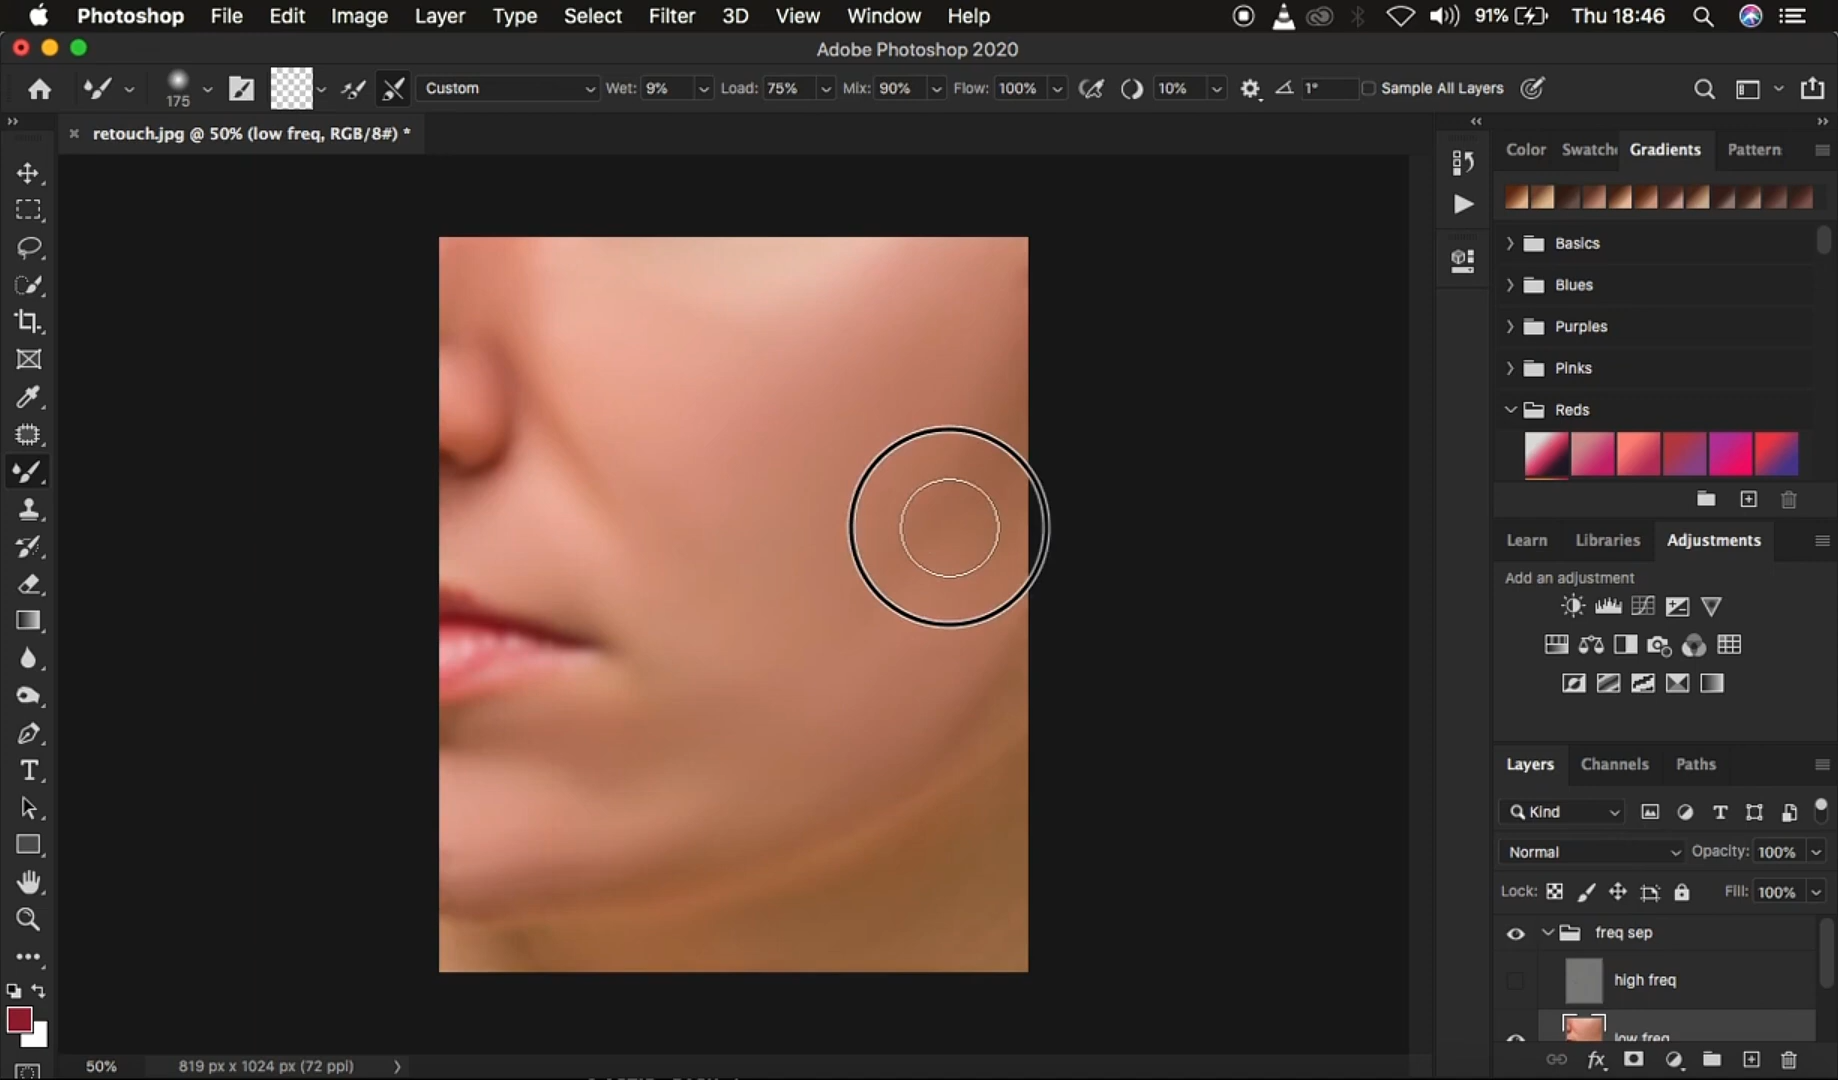 Photoshop File Edit Image Layer Type Select Filter 3D View Window Help 91% Thu 18:46
Adobe Photoshop 2020
175 Custom Wet: 9% Load: 75% Mix: 90% Flow: 100% 10% 1° Sample All Layers
retouch.jpg @ 50% (low freq, RGB/8#) *
Color Swatche Gradients Pattern
Basics
Blues
Purples
Pinks
Reds
Learn Libraries Adjustments
Add an adjustment
Layers Channels Paths
Kind
Normal Opacity: 100%
Lock: Fill: 100%
freq sep
high freq
low freq
50% 819 px x 1024 px (72 ppi)